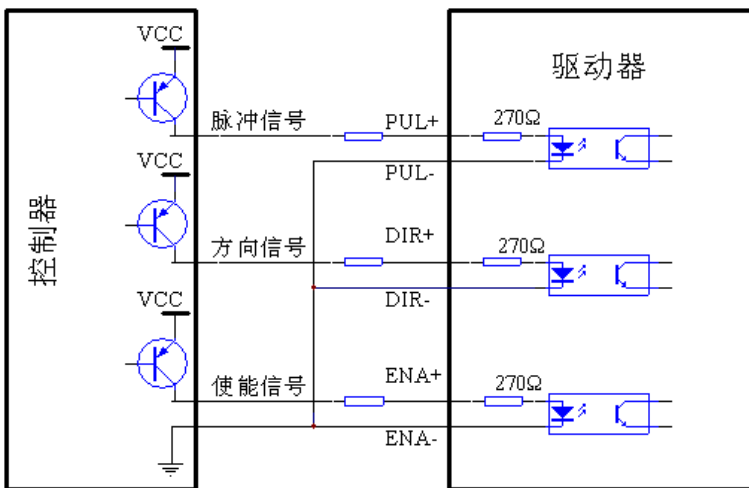 VCC
驱动器
脉冲信号
PUL+
270Ω
PUL-
VCC
控制器
方向信号
DIR+
270Ω
DIR-
VCC
使能信号
ENA+
270Ω
ENA-